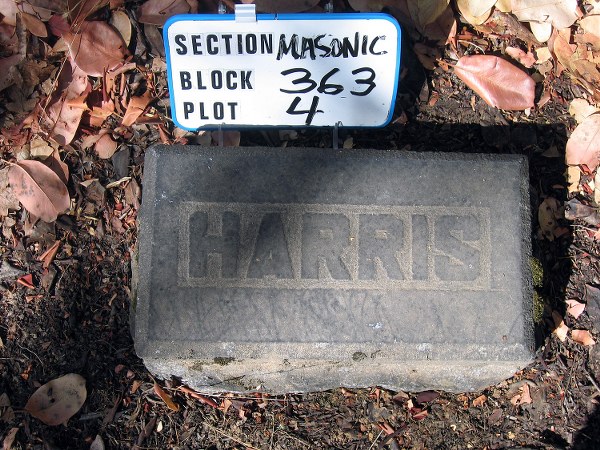 SECTION MASONIC
BLOCK 363
PLOT 4
HARRIS